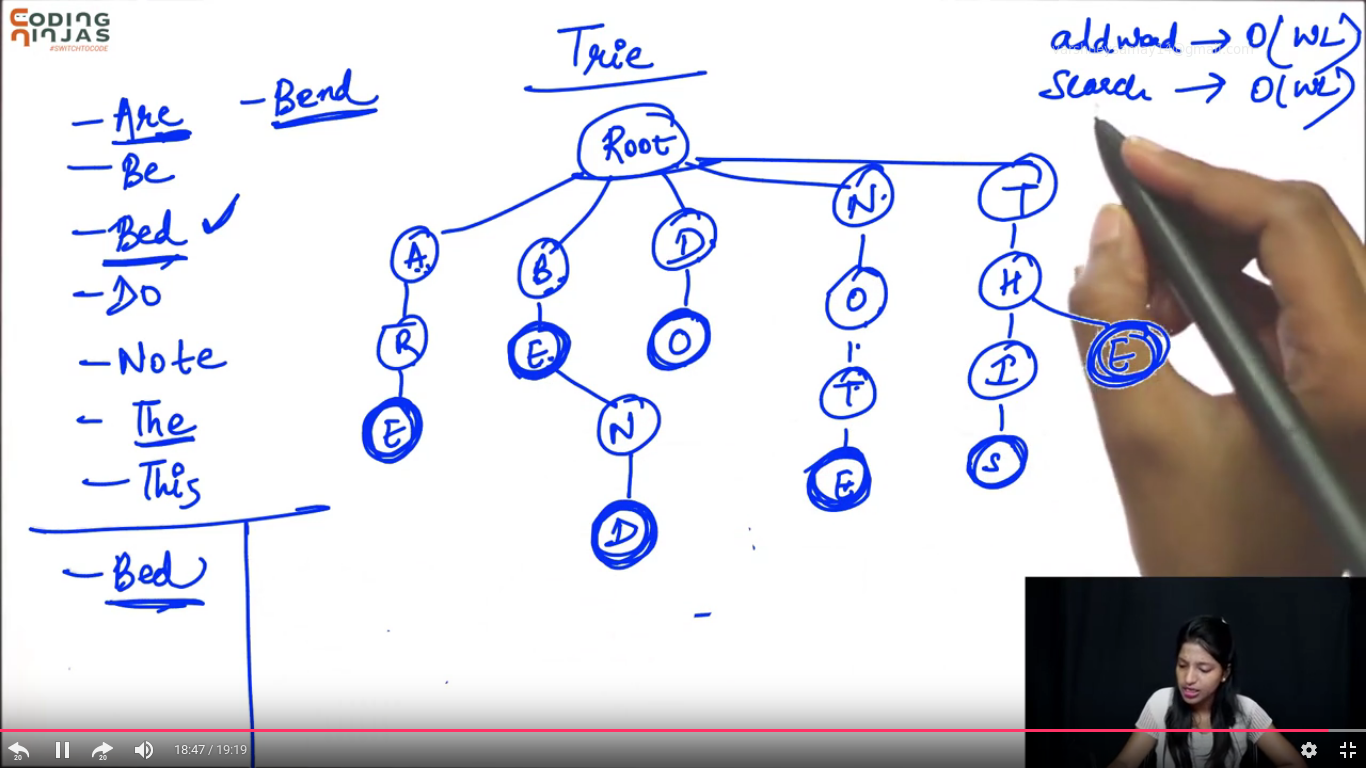 CODING
NINJAS
#SWITCHTOCODE
Trie
addword → O(WL)
Search → O(WL)
- Are
- Bend
- Be
- Bed ✓
- DO
- Note
- The
- This
- Bed
Root
A
B
D
N
T
R
E
O
O
H
E
N
T
I
E
D
E
S
18:47 / 19:19
20
20